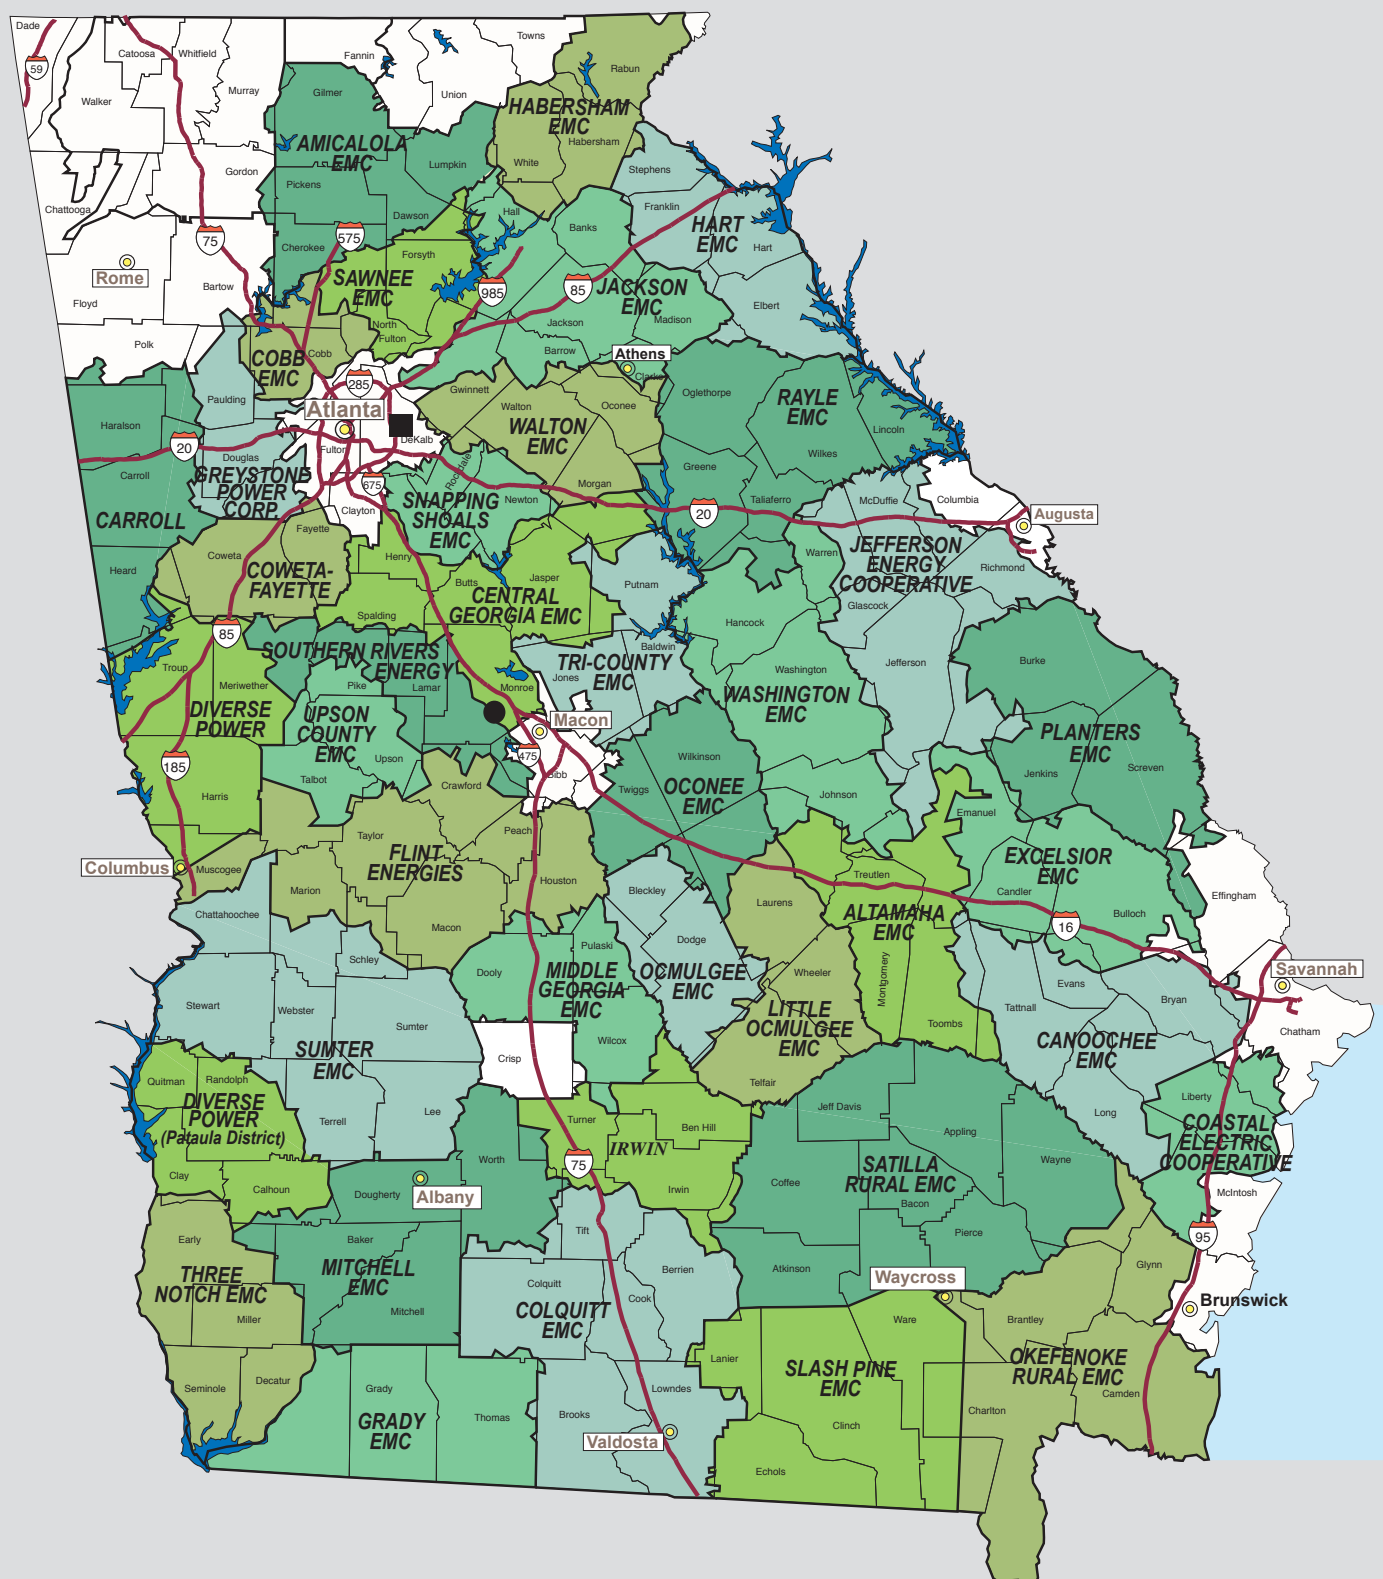 Dade
59
Catoosa
Whitfield
Walker
Murray
Fannin
Towns
Union
Rabun
Gilmer
HABERSHAM
EMC
Habersham
White
AMICALOLA
EMC
Lumpkin
Pickens
Dawson
Gordon
Chattooga
Stephens
Franklin
HART
EMC
Hart
Elbert
Hall
Banks
75
575
Cherokee
Forsyth
SAWNEE
EMC
985
85
JACKSON
EMC
Jackson
Madison
Barrow
Rome
Floyd
Bartow
Polk
North
Fulton
COBB
EMC
Cobb
Athens
Clarke
285
Atlanta
Paulding
Gwinnett
Walton
Oconee
WALTON
EMC
Morgan
Oglethorpe
RAYLE
EMC
Lincoln
Wilkes
Greene
Taliaferro
Haralson
20
Carroll
CARROLL
Heard
Douglas
GREYSTONE
POWER
CORP.
Fulton
DeKalb
675
Clayton
Rockdale
SNAPPING
SHOALS
EMC
Newton
20
McDuffie
Columbia
Augusta
Fayette
Coweta
COWETA-
FAYETTE
Henry
Butts
Jasper
CENTRAL
GEORGIA EMC
Spalding
Putnam
Warren
JEFFERSON
ENERGY
COOPERATIVE
Richmond
Glascock
Hancock
Baldwin
85
SOUTHERN RIVERS
ENERGY
Troup
Meriwether
Pike
Lamar
Monroe
Jones
TRI-COUNTY
EMC
Washington
WASHINGTON
EMC
Jefferson
Burke
DIVERSE
POWER
UPSON
COUNTY
EMC
Upson
Talbot
Macon
475
Bibb
Wilkinson
OCONEE
EMC
Twiggs
PLANTERS
EMC
Jenkins
Screven
185
Harris
Crawford
Johnson
Emanuel
Taylor
Peach
FLINT
ENERGIES
Houston
Columbus
Muscogee
Marion
Macon
Chattahoochee
Bleckley
Laurens
Treutlen
ALTAMAHA
EMC
Candler
EXCELSIOR
EMC
Bulloch
16
Effingham
Schley
Dooly
Pulaski
MIDDLE
GEORGIA
EMC
Wilcox
Dodge
OCMULGEE
EMC
Wheeler
Montgomery
LITTLE
OCMULGEE
EMC
Toombs
Telfair
Tattnall
Evans
Bryan
CANOOCHEE
EMC
Savannah
Chatham
Stewart
Webster
Sumter
SUMTER
EMC
Crisp
Quitman
Randolph
DIVERSE
POWER
(Pataula District)
Terrell
Lee
Turner
75
IRWIN
Ben Hill
Jeff Davis
Appling
Wayne
Long
Liberty
COASTAL
ELECTRIC
COOPERATIVE
McIntosh
Clay
Calhoun
Dougherty
Albany
Worth
Irwin
Coffee
SATILLA
RURAL EMC
Bacon
Pierce
95
Early
Baker
THREE
NOTCH EMC
MITCHELL
EMC
Mitchell
Miller
Tift
Berrien
Colquitt
Cook
COLQUITT
EMC
Atkinson
Waycross
Glynn
Brunswick
Ware
Brantley
Lanier
SLASH PINE
EMC
OKEFENOKE
RURAL EMC
Camden
Seminole
Decatur
Grady
GRADY
EMC
Thomas
Lowndes
Brooks
Valdosta
Clinch
Echols
Charlton